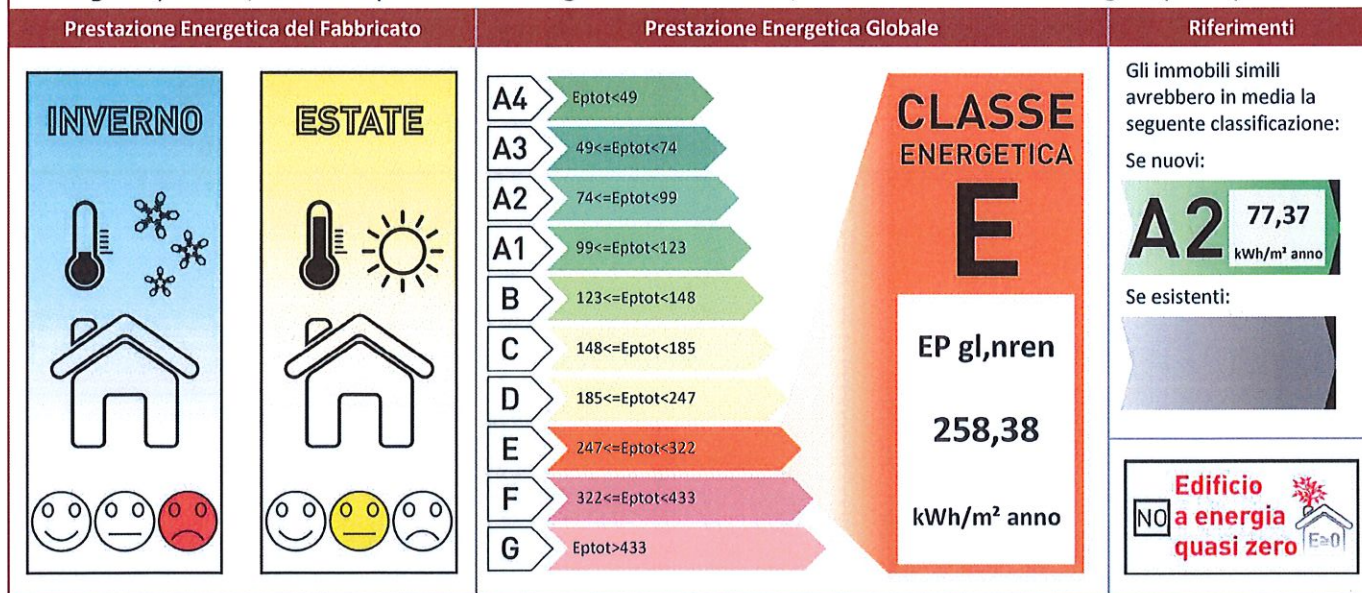 Prestazione Energetica del Fabbricato
Prestazione Energetica Globale
Riferimenti
INVERNO
ESTATE
A4 Eptot<49
A3 49<=Eptot<74
A2 74<=Eptot<99
A1 99<=Eptot<123
B 123<=Eptot<148
C 148<=Eptot<185
D 185<=Eptot<247
E 247<=Eptot<322
F 322<=Eptot<433
G Eptot>433
CLASSE
ENERGETICA
E
EP gl,nren
258,38
kWh/m² anno
Gli immobili simili
avrebbero in media la
seguente classificazione:
Se nuovi:
A2
77,37
kWh/m² anno
Se esistenti:
Edificio
NO a energia
quasi zero
E≥0